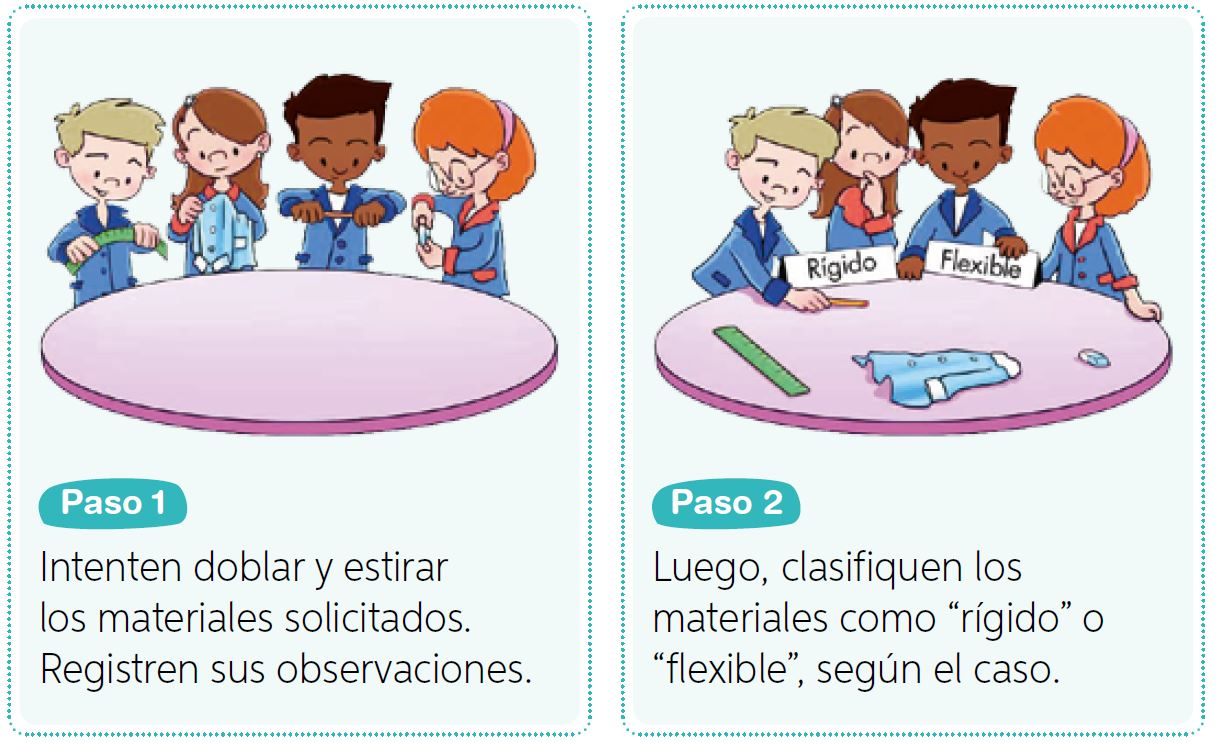 Rígido
Flexible
Paso 1
Intenten doblar y estirar
los materiales solicitados.
Registren sus observaciones.
Paso 2
Luego, clasifiquen los
materiales como “rígido” o
“flexible”, según el caso.